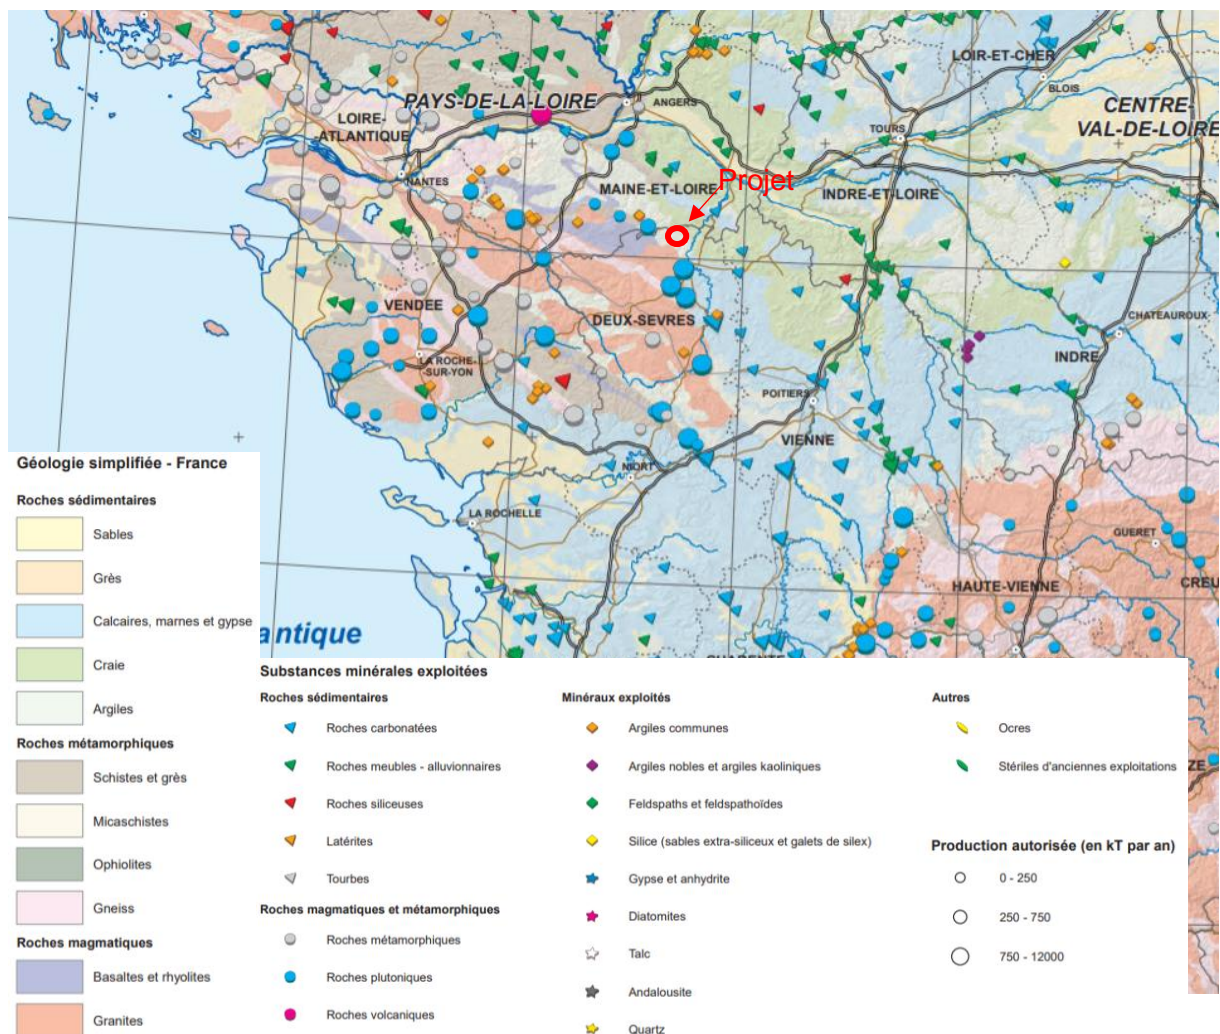 LOIR-ET-CHER
BLOIS
PAYS-DE-LA-LOIRE
ANGERS
CENTRE-
VAL-DE-LOIRE
LOIRE-
-ATLANTIQUE
TOURS
NANTES
MAINE-ET-LOIRE
Projet
INDRE-ET-LOIRE
VENDEE
DEUX-SEVRES
CHATEAUROUX
INDRE
LA ROCHE-
-SUR-YON
POITIERS
VIENNE
NIORT
LA ROCHELLE
GUERET
HAUTE-VIENNE
CREU
antique
CHARENTE
ZE
Géologie simplifiée - France
Roches sédimentaires
Sables
Grès
Calcaires, marnes et gypse
Craie
Argiles
Roches métamorphiques
Schistes et grès
Micaschistes
Ophiolites
Gneiss
Roches magmatiques
Basaltes et rhyolites
Granites
Substances minérales exploitées
Roches sédimentaires
Roches carbonatées
Roches meubles - alluvionnaires
Roches siliceuses
Latérites
Tourbes
Roches magmatiques et métamorphiques
Roches métamorphiques
Roches plutoniques
Roches volcaniques
Minéraux exploités
Argiles communes
Argiles nobles et argiles kaoliniques
Feldspaths et feldspathoïdes
Silice (sables extra-siliceux et galets de silex)
Gypse et anhydrite
Diatomites
Talc
Andalousite
Quartz
Autres
Ocres
Stériles d'anciennes exploitations
Production autorisée (en kT par an)
0 - 250
250 - 750
750 - 12000